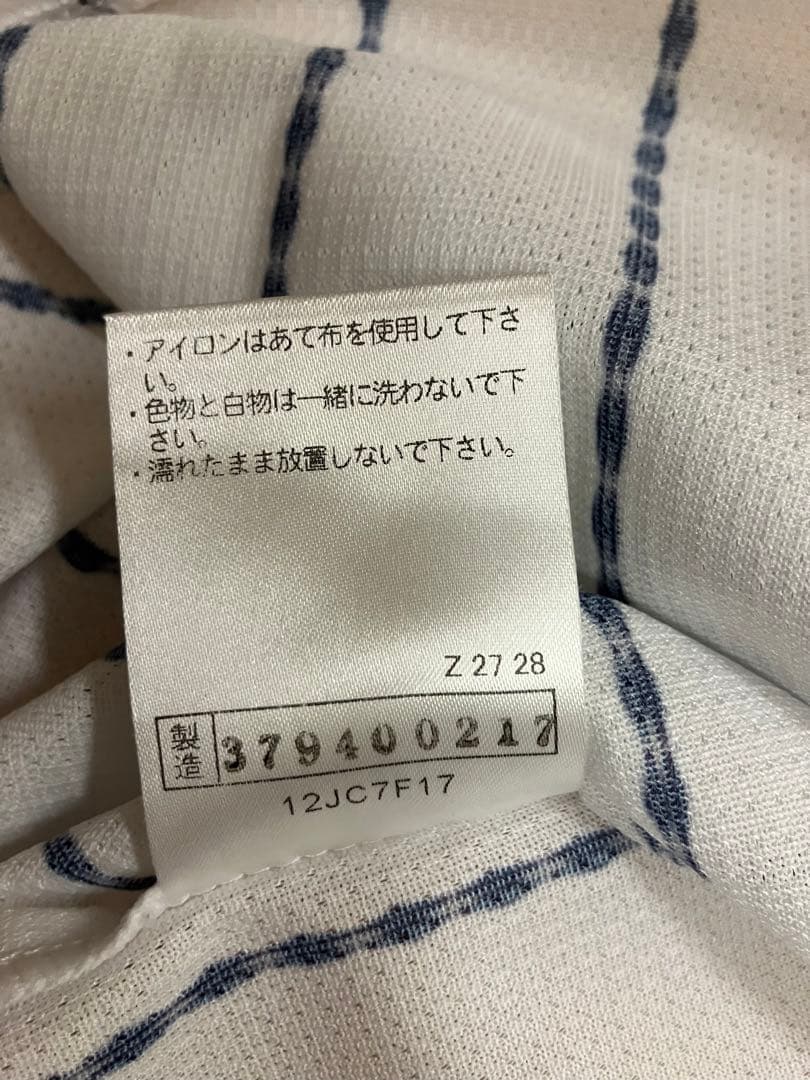 ・アイロンはあて布を使用して下さ
い。
・色物と白物は一緒に洗わないで下
さい。
・濡れたまま放置しないで下さい。
Z 27 28
製造 379400217
12JC7F17